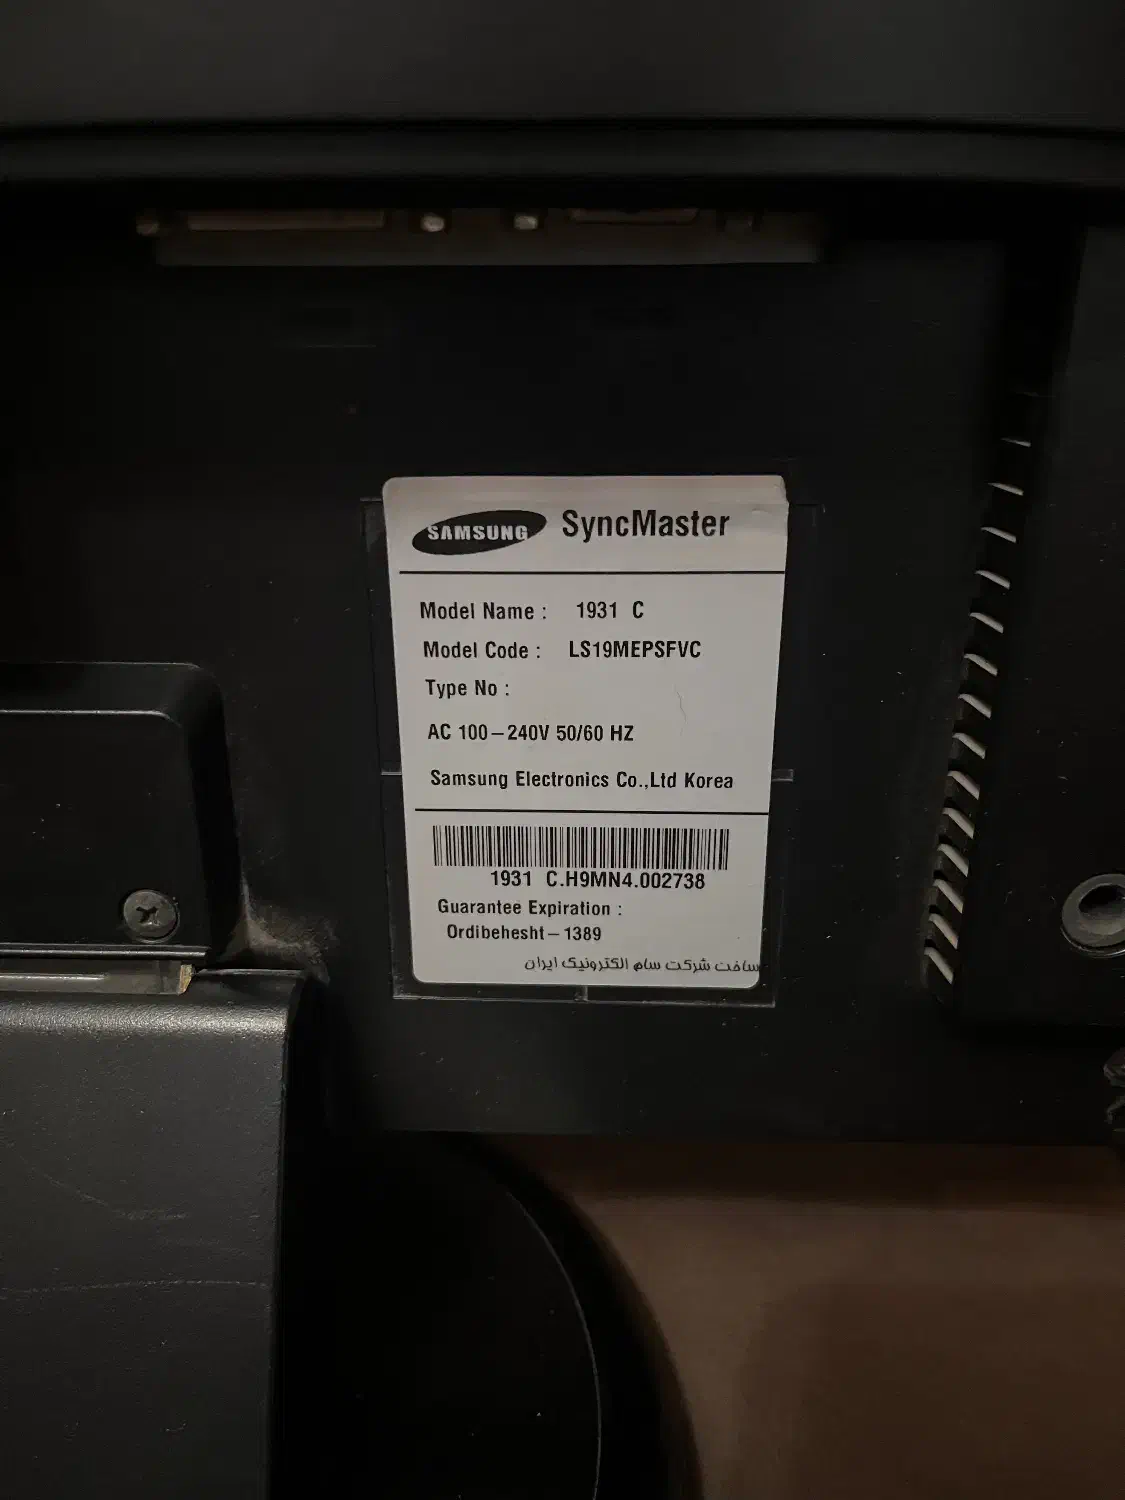 SAMSUNG SyncMaster
Model Name : 1931 C
Model Code : LS19MEPSFVC
Type No :
AC 100-240V 50/60 HZ
Samsung Electronics Co.,Ltd Korea
1931 C.H9MN4.002738
Guarantee Expiration :
Ordibehesht-1389
ساخت شرکت سام الکترونیک ایران